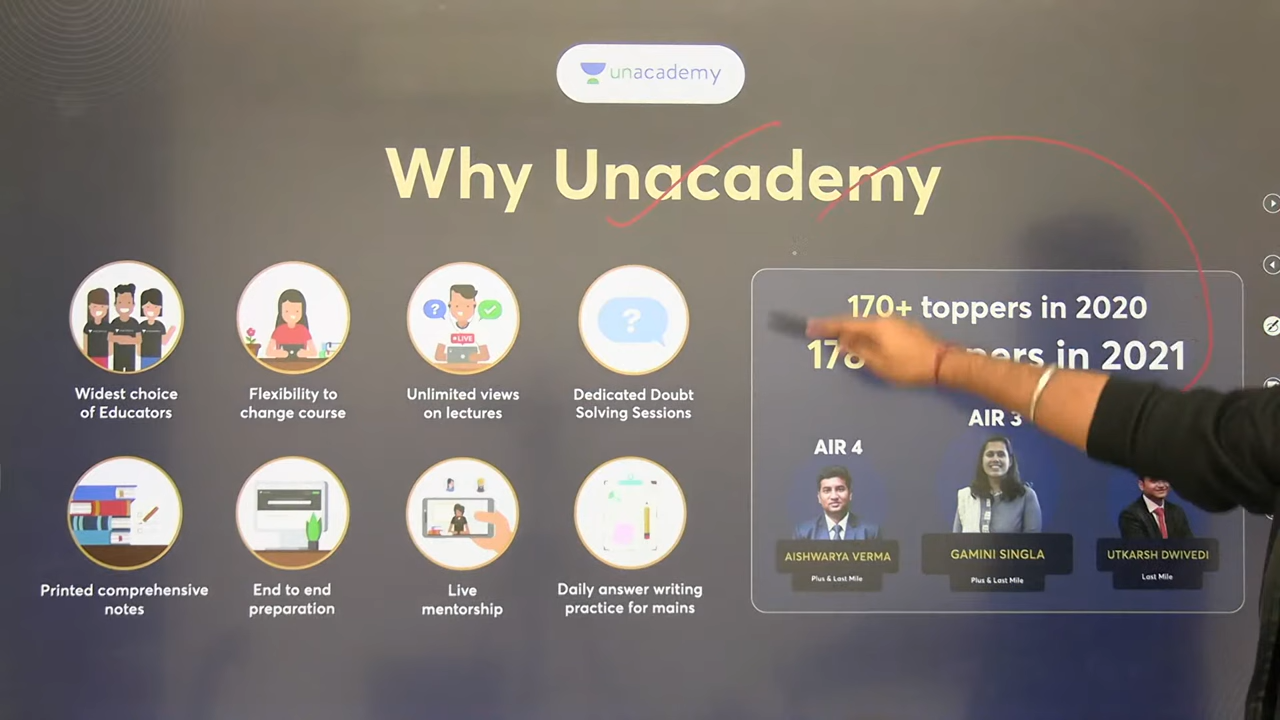 unacademy
Why Unacademy
Widest choice
of Educators
Flexibility to
change course
LIVE
Unlimited views
on lectures
Dedicated Doubt
Solving Sessions
Printed comprehensive
notes
End to end
preparation
Live
mentorship
Daily answer writing
practice for mains
170+ toppers in 2020
in 2021
AIR 4
AIR 3
AISHWARYA VERMA
Plus & Last Mile
GAMINI SINGLA
Plus & Last Mile
UTKARSH DWIVEDI
Last Mile